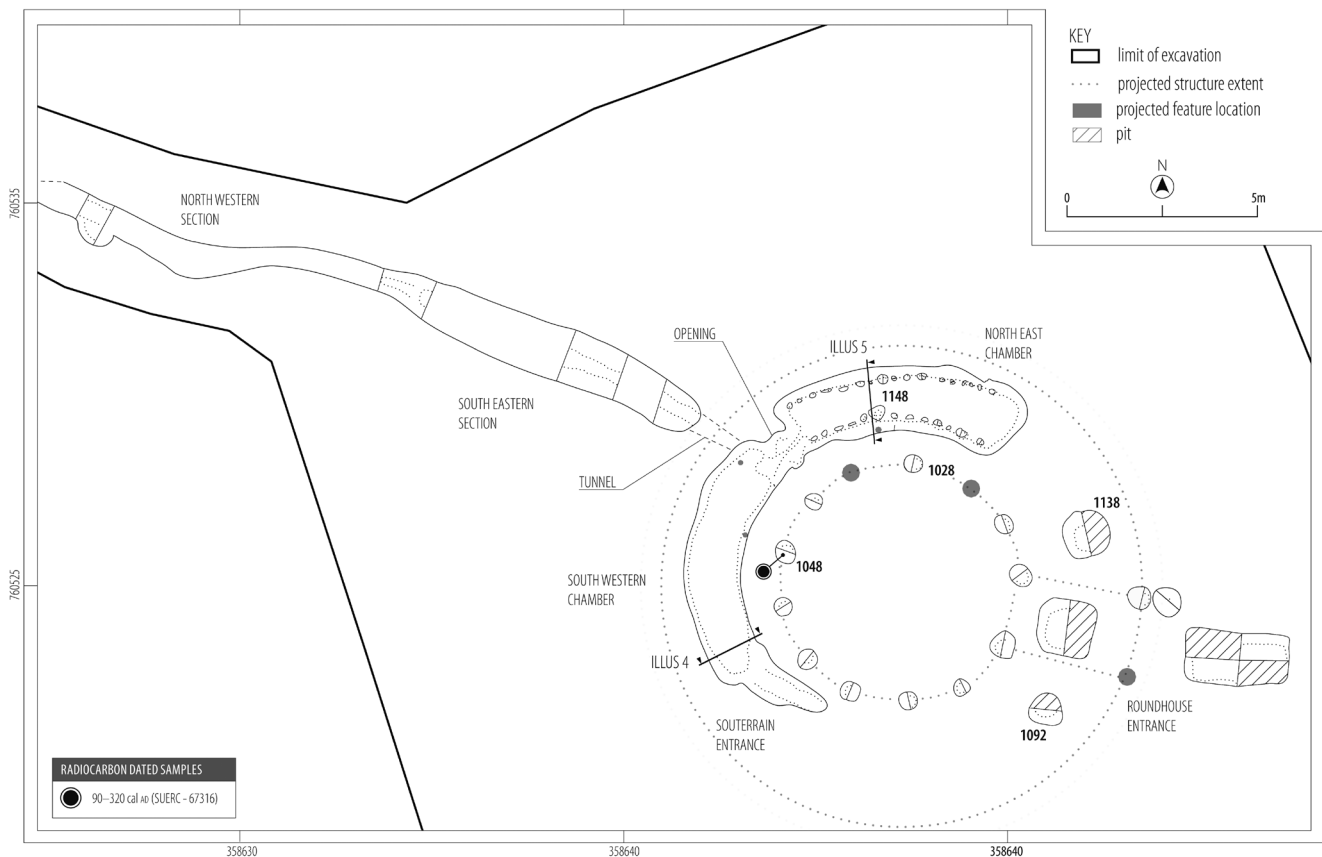 KEY
limit of excavation
projected structure extent
projected feature location
pit
N
0
5m
NORTH WESTERN
SECTION
760535
OPENING
ILLUS 5
NORTH EAST
CHAMBER
1148
SOUTH EASTERN
SECTION
TUNNEL
1028
1138
1048
SOUTH WESTERN
CHAMBER
760525
ILLUS 4
SOUTERRAIN
ENTRANCE
1092
ROUNDHOUSE
ENTRANCE
RADIOCARBON DATED SAMPLES
90–320 cal AD (SUERC - 67316)
358630
358640
358640